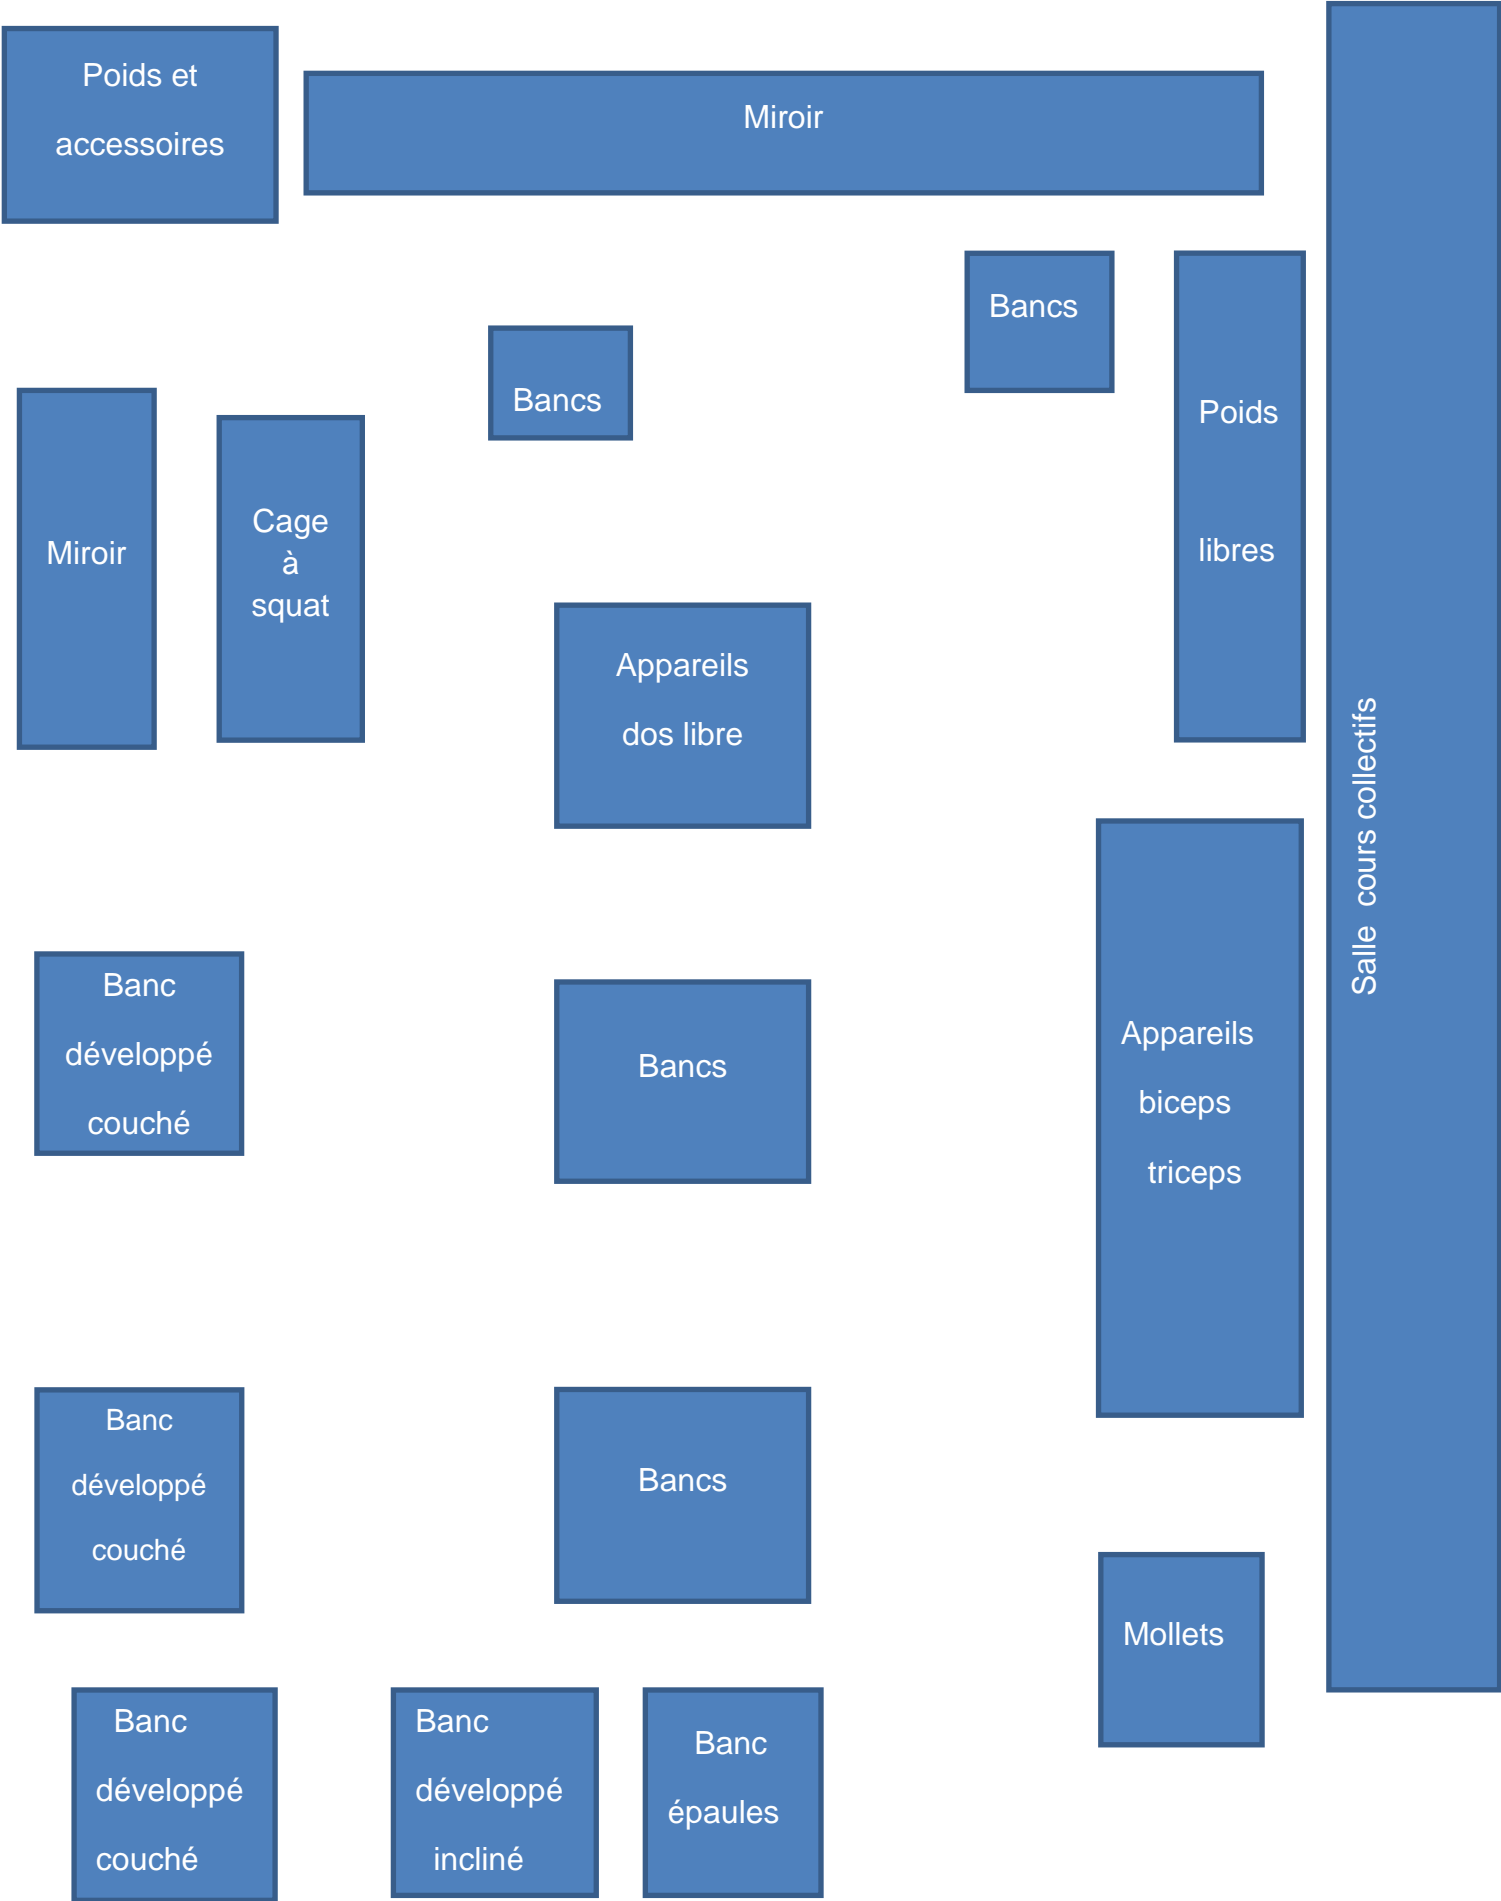 Poids et
accessoires
Miroir
Bancs
Bancs
Poids
libres
Miroir
Cage
à
squat
Appareils
dos libre
Salle cours collectifs
Banc
développé
couché
Bancs
Appareils
biceps
triceps
Banc
développé
couché
Bancs
Mollets
Banc
développé
couché
Banc
développé
incliné
Banc
épaules